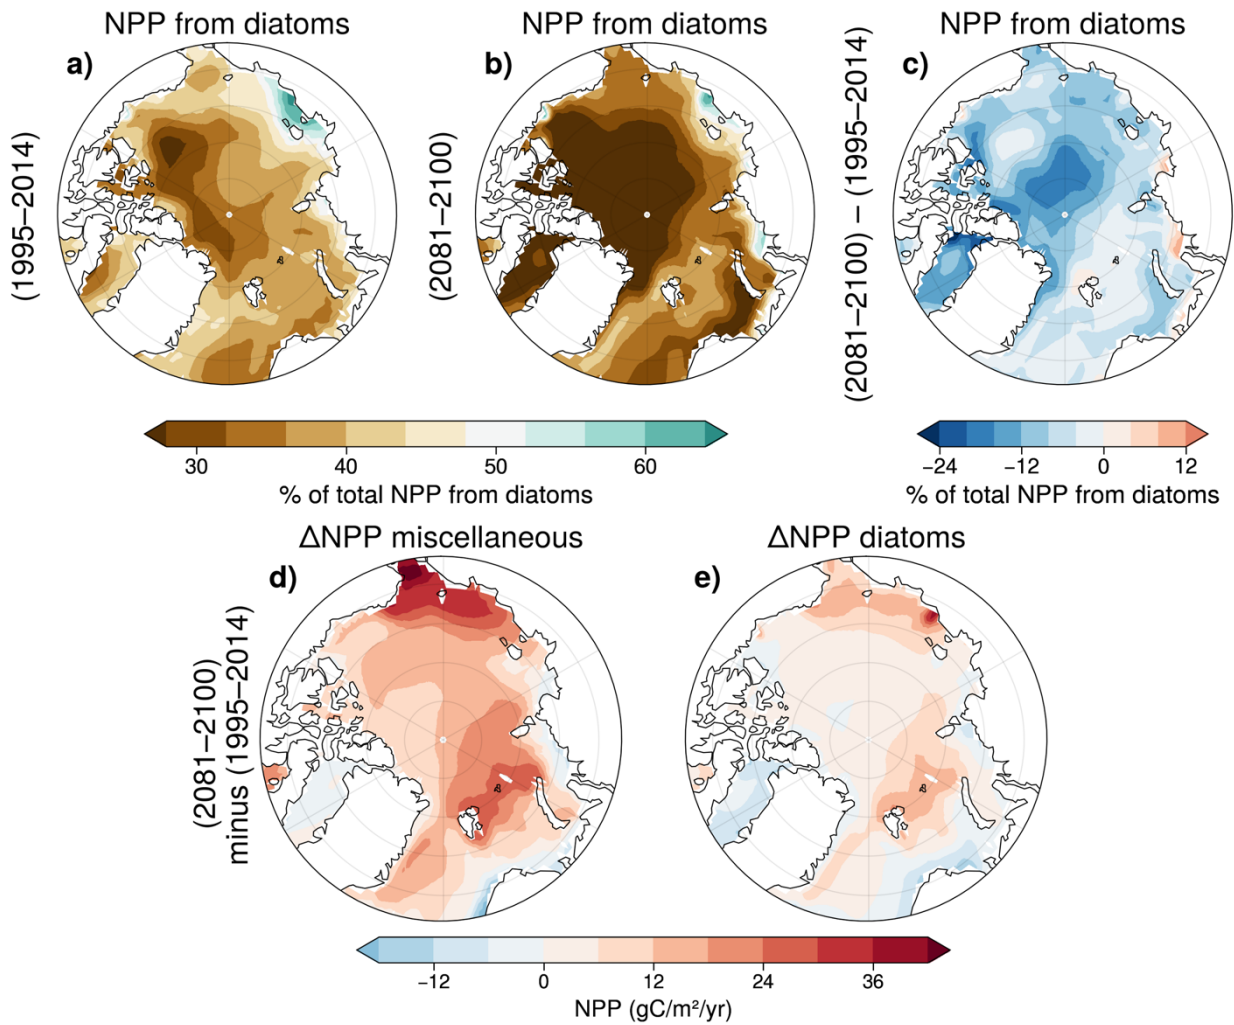 NPP from diatoms
NPP from diatoms
NPP from diatoms
a)
b)
c)
(1995–2014)
(2081–2100)
(2081–2100) − (1995–2014)
30
40
50
60
% of total NPP from diatoms
−24
−12
0
12
% of total NPP from diatoms
ΔNPP miscellaneous
ΔNPP diatoms
d)
e)
(2081–2100)
minus (1995–2014)
−12
0
12
24
36
NPP (gC/m²/yr)